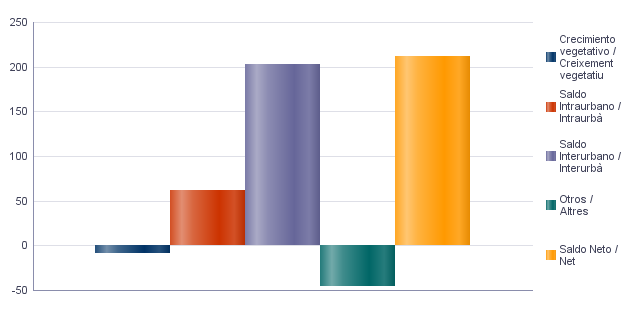 250
200
150
100
50
0
-50
Crecimiento
vegetativo /
Creixement
vegetatiu
Saldo
Intraurbano /
Intraurbà
Saldo
Interurbano /
Interurbà
Otros /
Altres
Saldo Neto /
Net